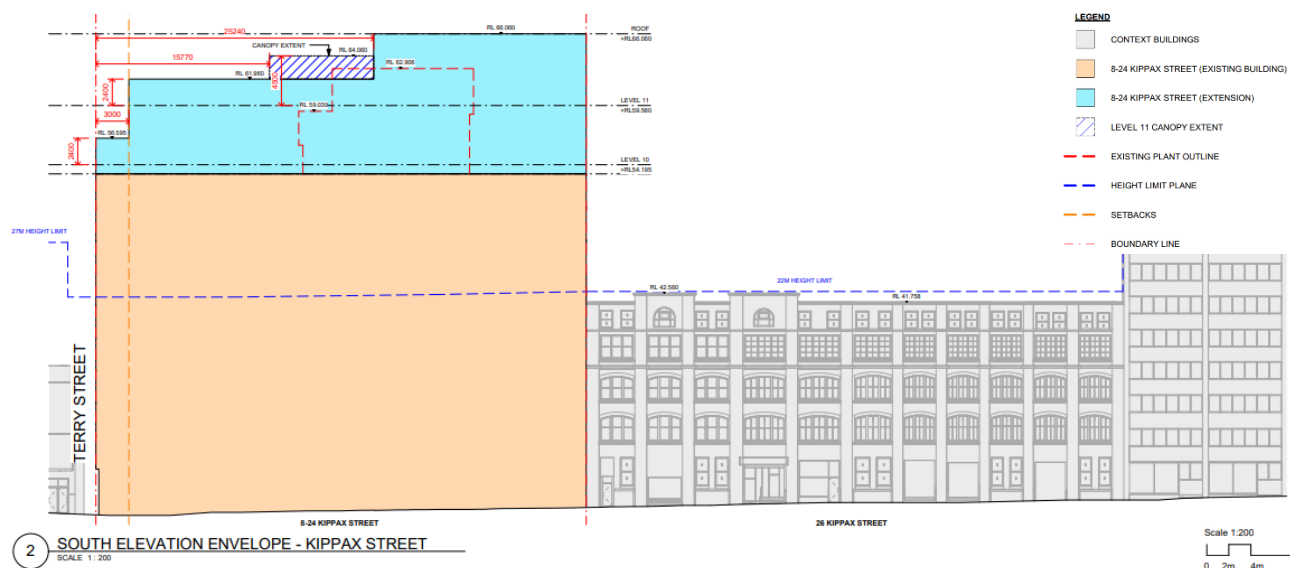 25240
RL 66.060
ROOF
+RL66.060
CANOPY EXTENT
RL 64.060
15770
RL 62.906
RL 61.960
4500
2400
RL 59.039
LEVEL 11
+RL59.560
3000
RL 56.595
2400
LEVEL 10
+RL54.195
27M HEIGHT LIMIT
22M HEIGHT LIMIT
RL 42.560
RL 41.758
TERRY STREET
8-24 KIPPAX STREET
26 KIPPAX STREET
2
SOUTH ELEVATION ENVELOPE - KIPPAX STREET
SCALE 1 : 200
LEGEND
CONTEXT BUILDINGS
8-24 KIPPAX STREET (EXISTING BUILDING)
8-24 KIPPAX STREET (EXTENSION)
LEVEL 11 CANOPY EXTENT
EXISTING PLANT OUTLINE
HEIGHT LIMIT PLANE
SETBACKS
BOUNDARY LINE
Scale 1:200
0 2m 4m